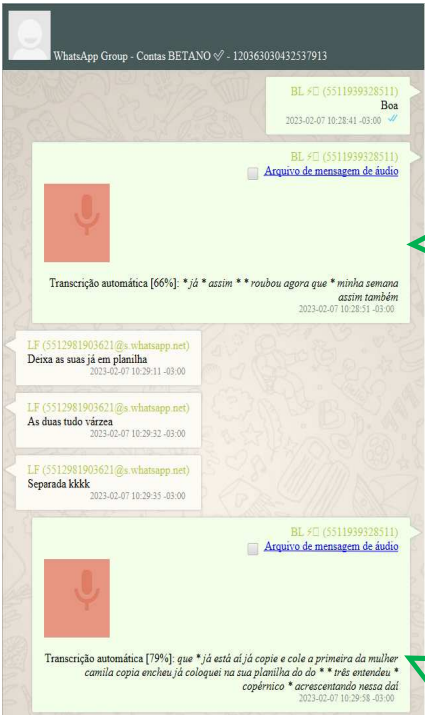 WhatsApp Group - Contas BETANO ✅ - 120363030432537913
BL ⚡□ (5511939328511)
Boa
2023-02-07 10:28:41 -03:00
BL ⚡□ (5511939328511)
Arquivo de mensagem de áudio
Transcrição automática [66%]: * já * assim * * roubou agora que * minha semana
assim também
2023-02-07 10:28:51 -03:00
LF (5512981903621@s.whatsapp.net)
Deixa as suas já em planilha
2023-02-07 10:29:11 -03:00
LF (5512981903621@s.whatsapp.net)
As duas tudo várzea
2023-02-07 10:29:32 -03:00
LF (5512981903621@s.whatsapp.net)
Separada kkkk
2023-02-07 10:29:35 -03:00
BL ⚡□ (5511939328511)
Arquivo de mensagem de áudio
Transcrição automática [79%]: que * já está aí já copie e cole a primeira da mulher
camila copia encheu já coloquei na sua planilha do do * * três entendeu *
copérnico * acrescentando nessa daí
2023-02-07 10:29:58 -03:00